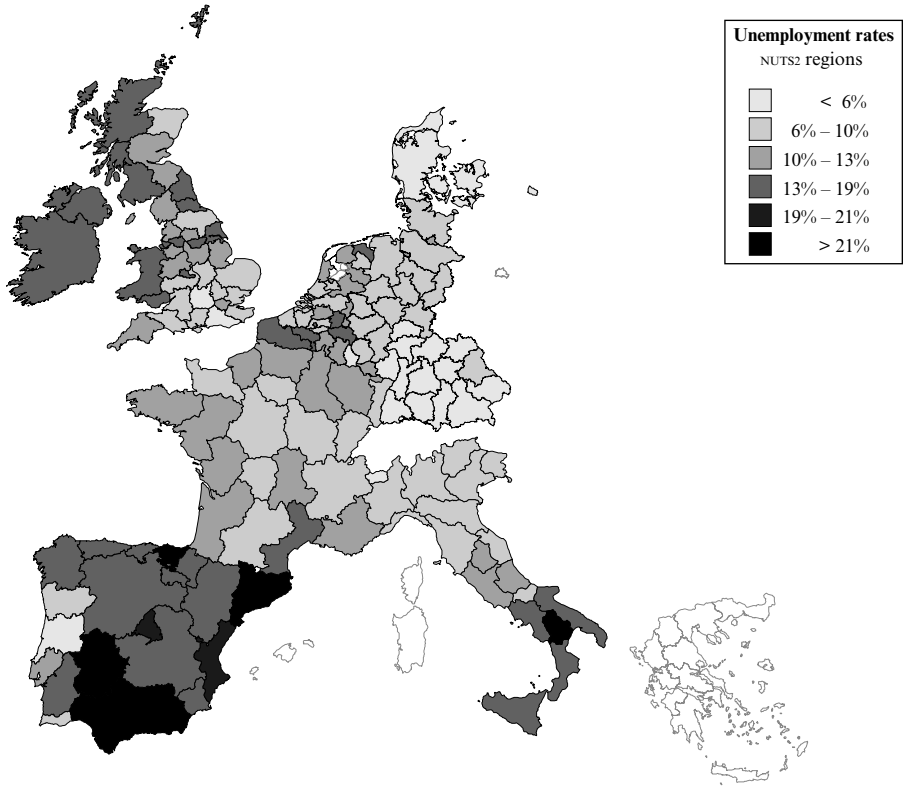 Unemployment rates
NUTS2 regions
< 6%
6% – 10%
10% – 13%
13% – 19%
19% – 21%
> 21%